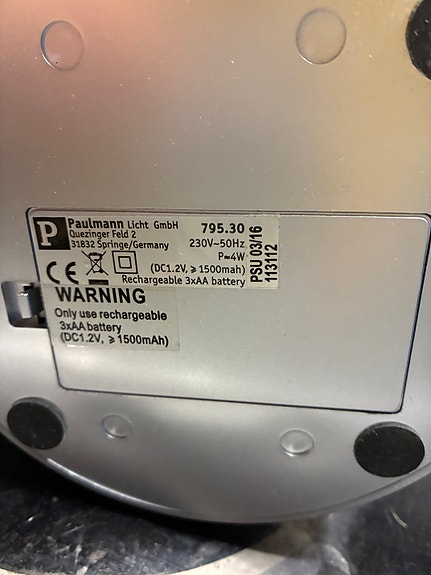 P
Paulmann Licht GmbH
Quezinger Feld 2
31832 Springe/Germany
795.30
230V~50Hz
P≈4W
(DC1.2V, ⩾1500mah)
Rechargeable 3xAA battery
CE
PSU 03/16
113112
WARNING
Only use rechargeable
3xAA battery
(DC1.2V, ⩾1500mAh)